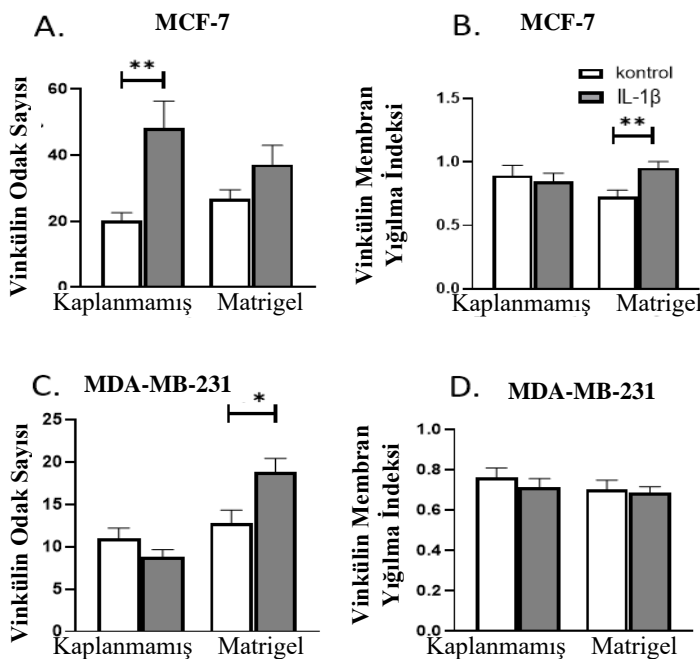 A.
MCF-7
Vinkülin Odak Sayısı
60
40
20
0
**
Kaplanmamış
Matrigel
B.
MCF-7
kontrol
IL-1β
Vinkülin Membran
Yığılma İndeksi
1.5
1.0
0.5
0.0
**
Kaplanmamış
Matrigel
C.
MDA-MB-231
Vinkülin Odak Sayısı
25
20
15
10
5
0
*
Kaplanmamış
Matrigel
D.
MDA-MB-231
Vinkülin Membran
Yığılma İndeksi
1.0
0.8
0.6
0.4
0.2
0.0
Kaplanmamış
Matrigel